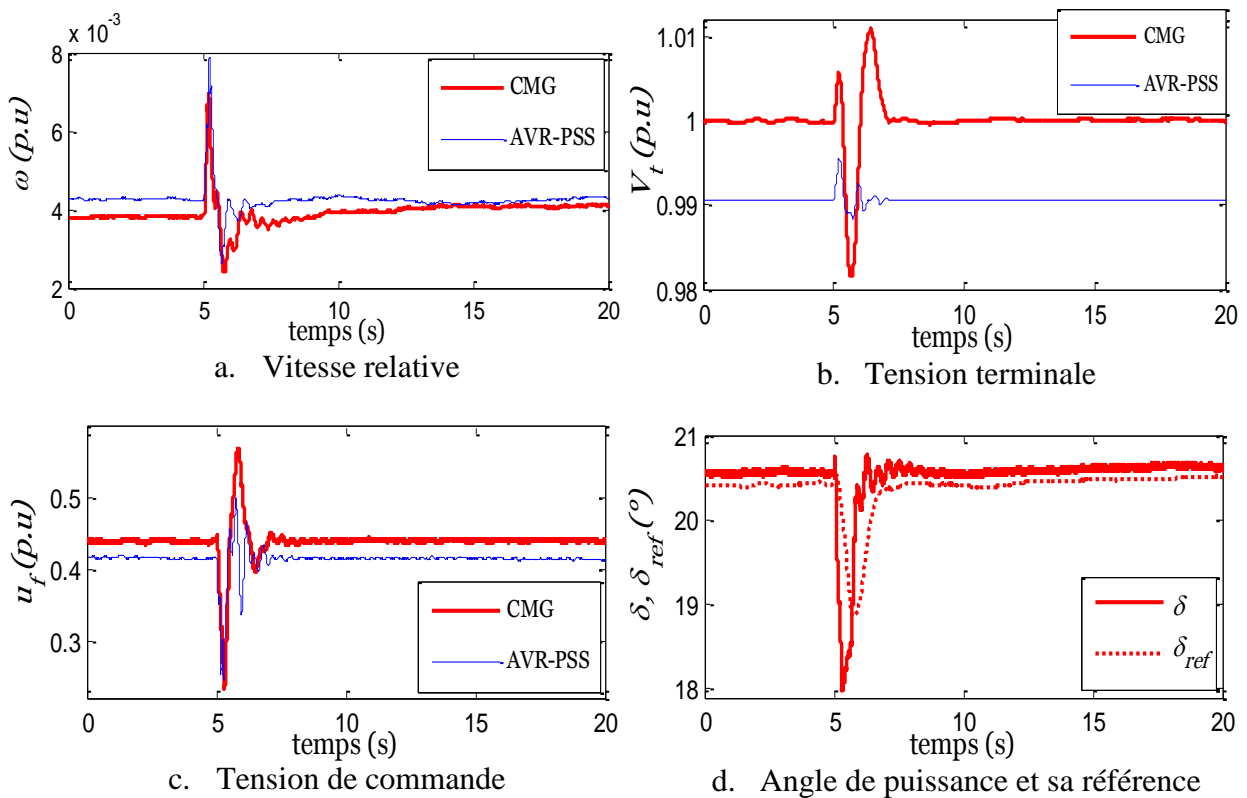 x 10⁻³
8
6
4
2
ω (p.u)
CMG
AVR-PSS
0 5 10 15 20
temps (s)
a. Vitesse relative
1.01
1
0.99
0.98
V_t (p.u)
CMG
AVR-PSS
0 5 10 15 20
temps (s)
b. Tension terminale
0.5
0.4
0.3
u_f (p.u)
CMG
AVR-PSS
0 5 10 15 20
temps (s)
c. Tension de commande
21
20
19
18
δ, δ_ref (°)
δ
δ_ref
0 5 10 15 20
temps (s)
d. Angle de puissance et sa référence